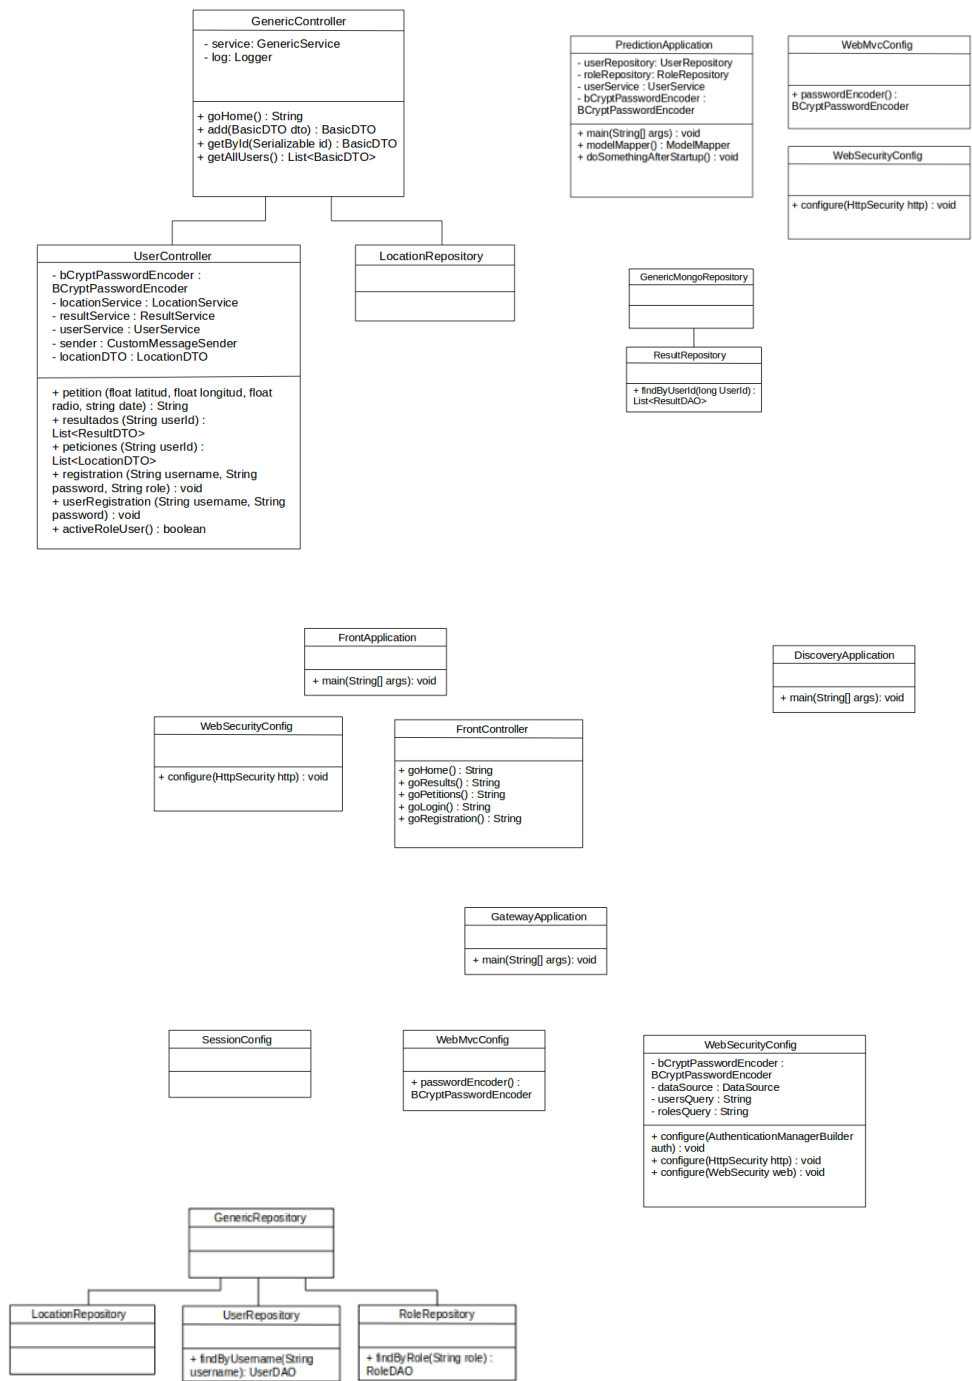 GenericController
- service: GenericService
- log: Logger
+ goHome() : String
+ add(BasicDTO dto) : BasicDTO
+ getById(Serializable id) : BasicDTO
+ getAllUsers() : List<BasicDTO>
PredictionApplication
- userRepository: UserRepository
- roleRepository: RoleRepository
- userService : UserService
- bCryptPasswordEncoder :
BCryptPasswordEncoder
+ main(String[] args) : void
+ modelMapper() : ModelMapper
+ doSomethingAfterStartup() : void
WebMvcConfig
+ passwordEncoder() :
BCryptPasswordEncoder
WebSecurityConfig
+ configure(HttpSecurity http) : void
UserController
- bCryptPasswordEncoder :
BCryptPasswordEncoder
- locationService : LocationService
- resultService : ResultService
- userService : UserService
- sender : CustomMessageSender
- locationDTO : LocationDTO
+ petition (float latitud, float longitud, float
radio, string date) : String
+ resultados (String userId) :
List<ResultDTO>
+ peticiones (String userId) :
List<LocationDTO>
+ registration (String username, String
password, String role) : void
+ userRegistration (String username, String
password) : void
+ activeRoleUser() : boolean
LocationRepository
GenericMongoRepository
ResultRepository
+ findByUserId(long UserId) :
List<ResultDAO>
FrontApplication
+ main(String[] args): void
DiscoveryApplication
+ main(String[] args): void
WebSecurityConfig
+ configure(HttpSecurity http) : void
FrontController
+ goHome() : String
+ goResults() : String
+ goPetitions() : String
+ goLogin() : String
+ goRegistration() : String
GatewayApplication
+ main(String[] args): void
SessionConfig
WebMvcConfig
+ passwordEncoder() :
BCryptPasswordEncoder
WebSecurityConfig
- bCryptPasswordEncoder :
BCryptPasswordEncoder
- dataSource : DataSource
- usersQuery : String
- rolesQuery : String
+ configure(AuthenticationManagerBuilder
auth) : void
+ configure(HttpSecurity http) : void
+ configure(WebSecurity web) : void
GenericRepository
LocationRepository
UserRepository
+ findByUsername(String
username): UserDAO
RoleRepository
+ findByRole(String role) :
RoleDAO